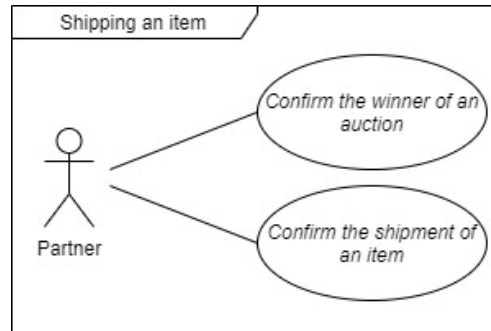 Shipping an item
Confirm the winner of an
auction
Partner
Confirm the shipment of
an item